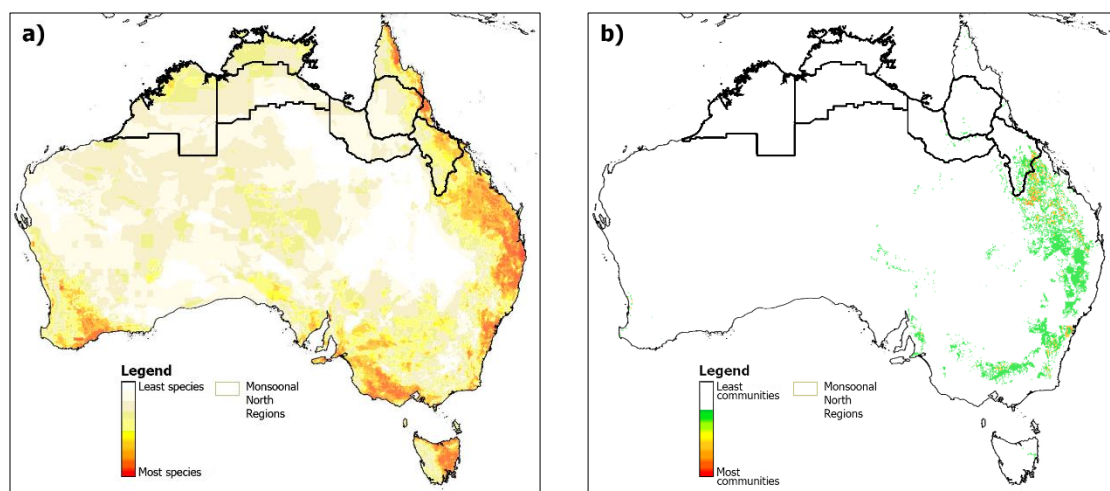 a)
Legend
Least species
Monsoonal
North
Regions
Most species
b)
Legend
Least
communities
Monsoonal
North
Regions
Most
communities